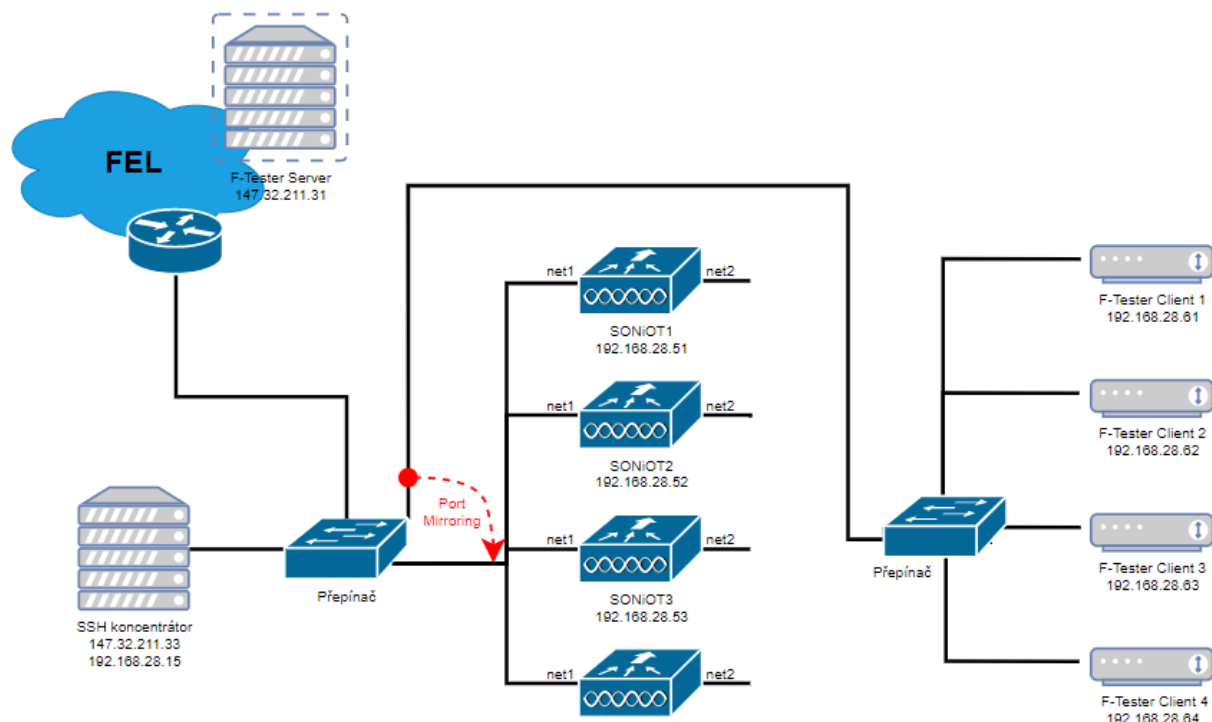 FEL
F-Tester Server
147.32.211.31
net1
net2
SONiOT1
192.168.28.51
net1
net2
SONiOT2
192.168.28.52
net1
net2
SONiOT3
192.168.28.53
net1
net2
Port
Mirroring
Přepínač
SSH koncentrátor
147.32.211.33
192.168.28.15
Přepínač
F-Tester Client 1
192.168.28.61
F-Tester Client 2
192.168.28.62
F-Tester Client 3
192.168.28.63
F-Tester Client 4
192.168.28.64